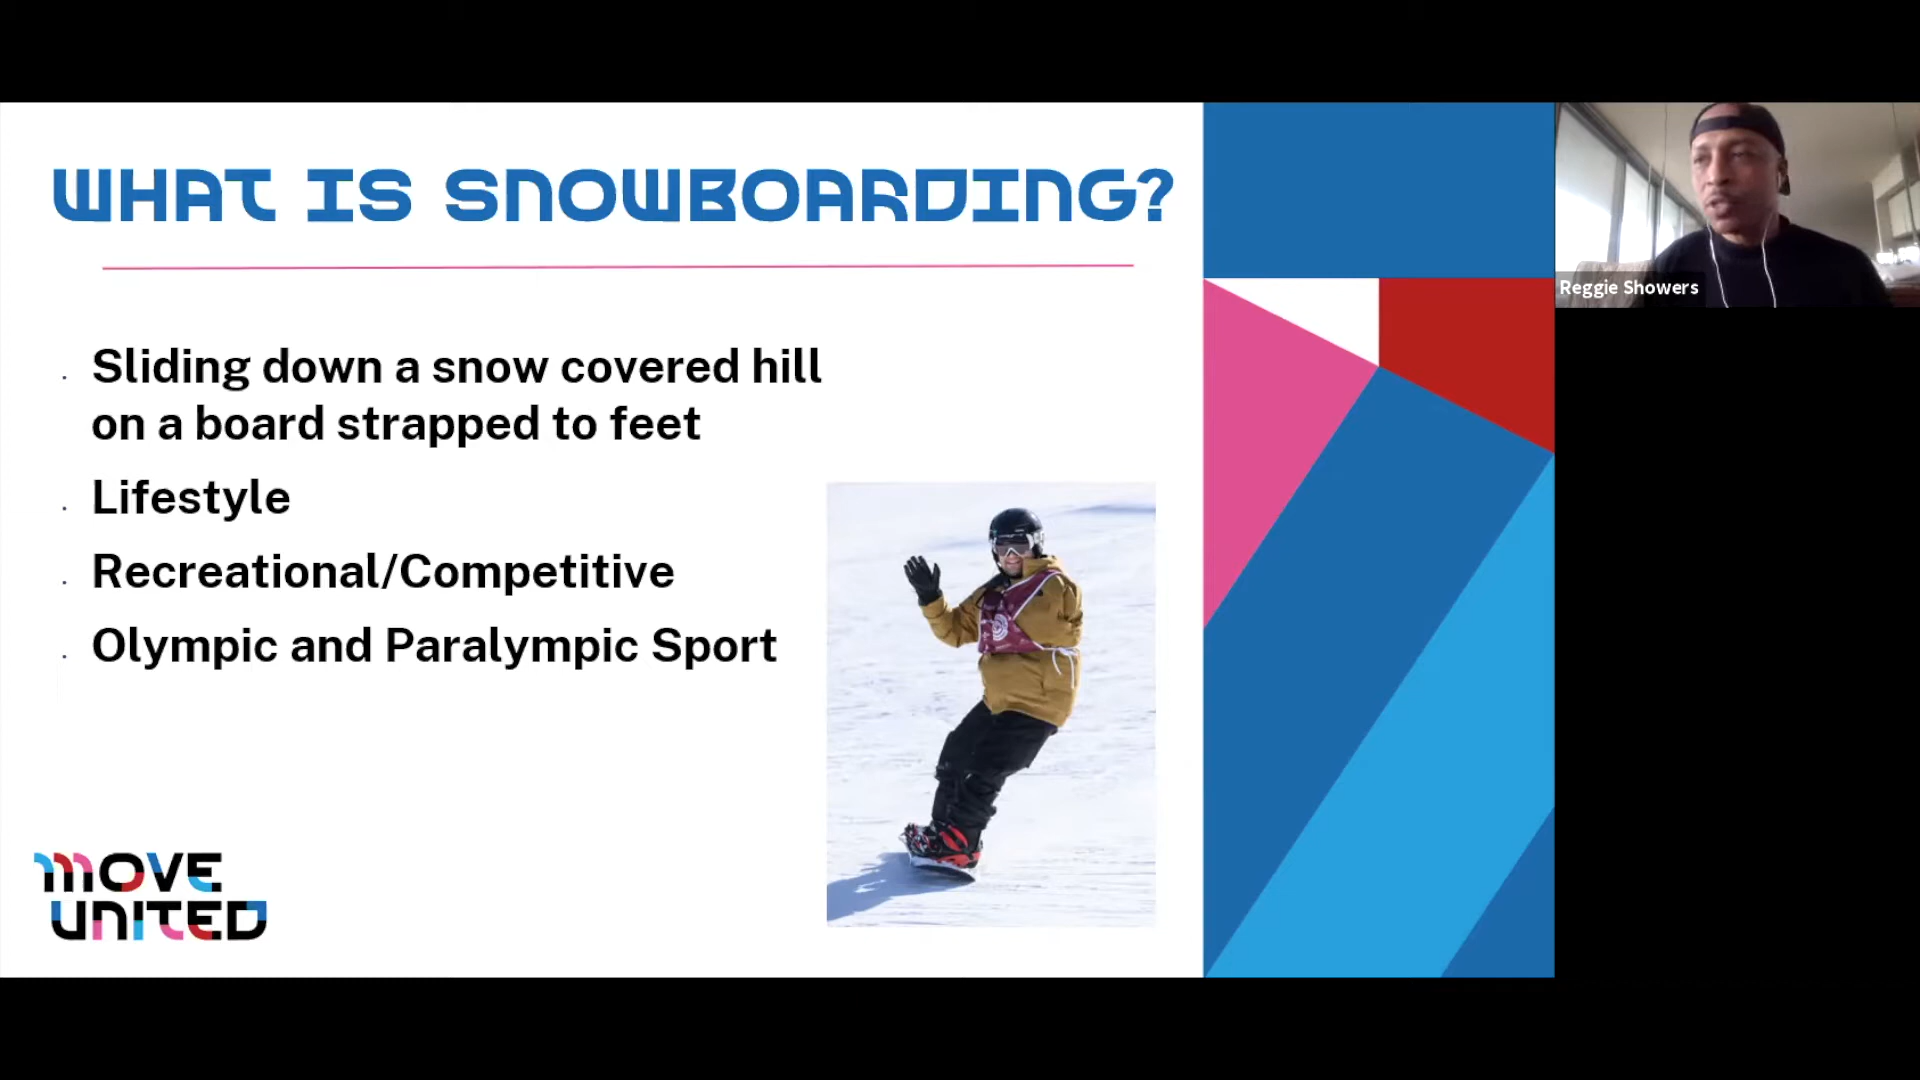 WHAT IS SNOWBOARDING?
Sliding down a snow covered hill
on a board strapped to feet
Lifestyle
Recreational/Competitive
Olympic and Paralympic Sport
MOVE
UNITED
Reggie Showers